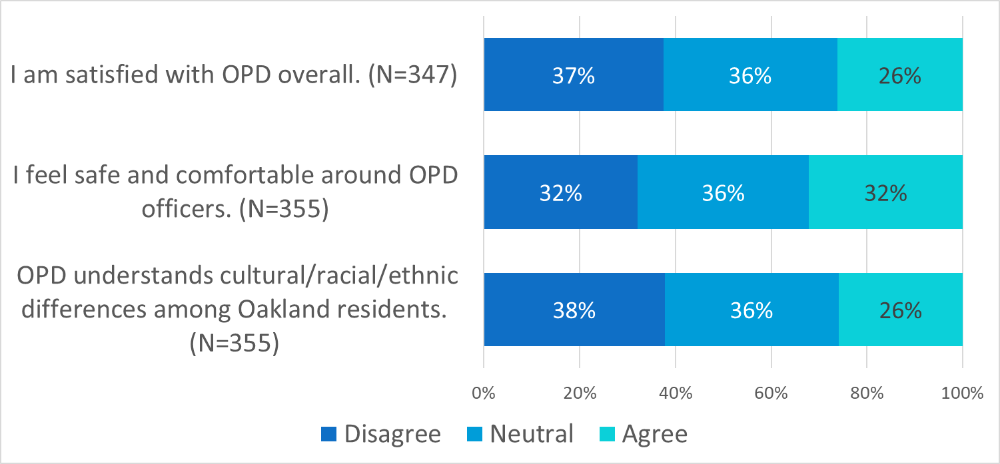 I am satisfied with OPD overall. (N=347)
37%
36%
26%
I feel safe and comfortable around OPD
officers. (N=355)
32%
36%
32%
OPD understands cultural/racial/ethnic
differences among Oakland residents.
(N=355)
38%
36%
26%
0% 20% 40% 60% 80% 100%
Disagree Neutral Agree